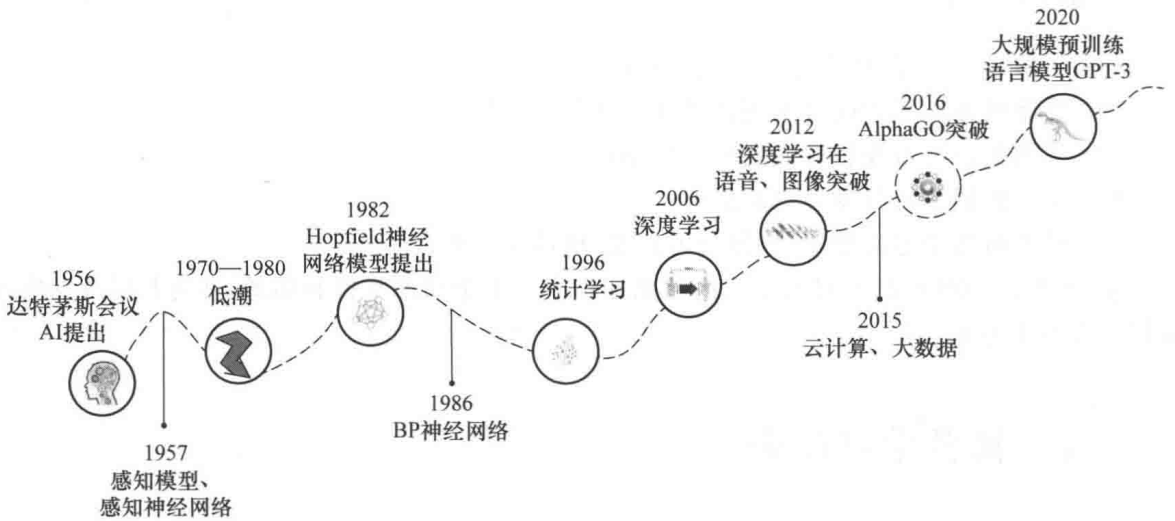 1956
达特茅斯会议
AI提出
1957
感知模型、
感知神经网络
1970—1980
低潮
1982
Hopfield神经
网络模型提出
1986
BP神经网络
1996
统计学习
2006
深度学习
2012
深度学习在
语音、图像突破
2015
云计算、大数据
2016
AlphaGO突破
2020
大规模预训练
语言模型GPT-3